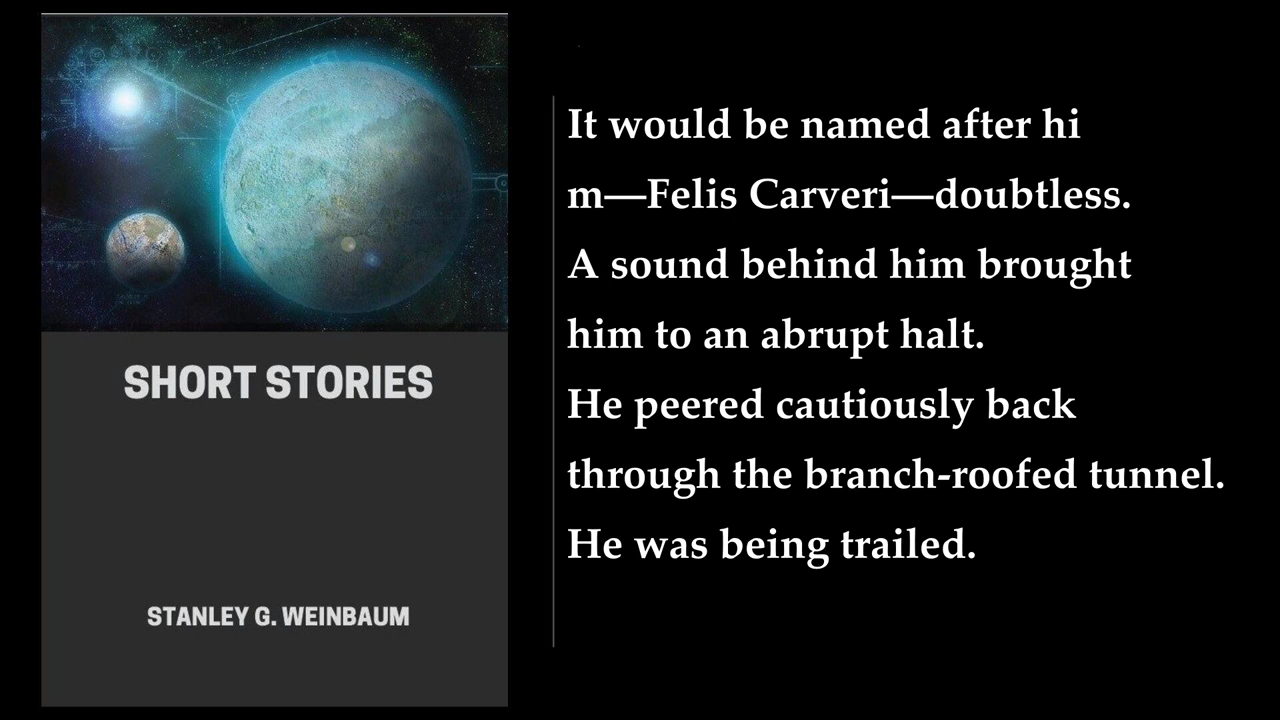 SHORT STORIES
STANLEY G. WEINBAUM
It would be named after hi
m—Felis Carveri—doubtless.
A sound behind him brought
him to an abrupt halt.
He peered cautiously back
through the branch-roofed tunnel.
He was being trailed.